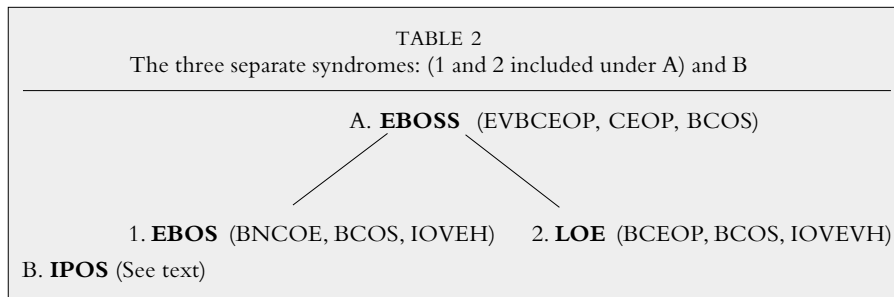 TABLE 2
The three separate syndromes: (1 and 2 included under A) and B
A. EBOSS (EVBCEOP, CEOP, BCOS)
1. EBOS (BNCOE, BCOS, IOVEH) 2. LOE (BCEOP, BCOS, IOVEVH)
B. IPOS (See text)